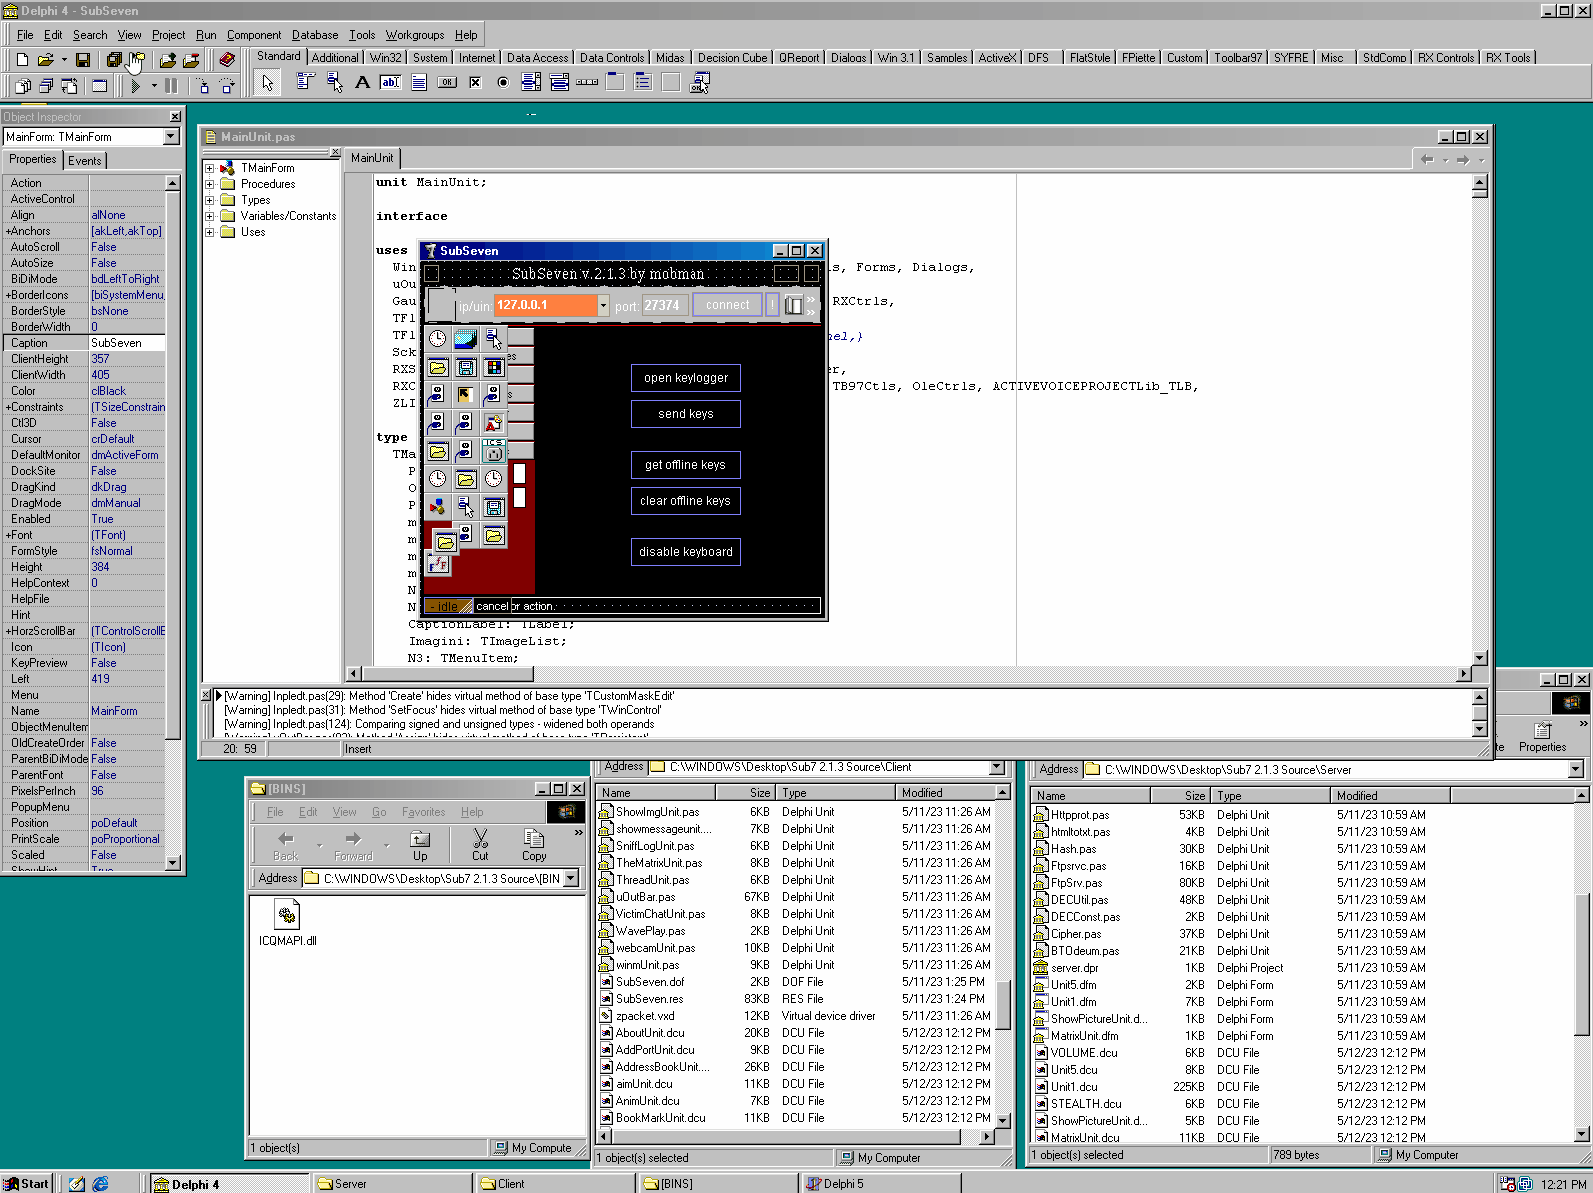 Delphi 4 - SubSeven
File Edit Search View Project Run Component Database Tools Workgroups Help
Standard Additional Win32 System Internet Data Access Data Controls Midas Decision Cube QReport Dialogs Win 3.1 Samples ActiveX DFS FlatStyle FPiette Custom Toolbar97 SYFRE Misc StdComp RX Controls RX Tools
Object Inspector
MainForm: TMainForm
Properties Events
Action
ActiveControl
Align alNone
+Anchors [akLeft,akTop]
AutoScroll False
AutoSize False
BiDiMode bdLeftToRight
+BorderIcons [biSystemMenu,
BorderStyle bsNone
BorderWidth 0
Caption SubSeven
ClientHeight 357
ClientWidth 405
Color clBlack
+Constraints (TSizeConstrain
Ctl3D False
Cursor crDefault
DefaultMonitor dmActiveForm
DockSite False
DragKind dkDrag
DragMode dmManual
Enabled True
+Font (TFont)
FormStyle fsNormal
Height 384
HelpContext 0
HelpFile
Hint
+HorzScrollBar (TControlScrollE
Icon (TIcon)
KeyPreview False
Left 419
Menu
Name MainForm
ObjectMenuItem
OldCreateOrder False
ParentBiDiMode False
ParentFont False
PixelsPerInch 96
PopupMenu
Position poDefault
PrintScale poProportional
Scaled False
ShowHint True
MainUnit.pas
TMainForm
Procedures
Types
Variables/Constants
Uses
MainUnit
unit MainUnit;
interface
uses
Win s, Forms, Dialogs,
uOu
Gau RXCtrls,
TFl
TFl nel,}
Sck
RXS er,
RXC TB97Ctls, OleCtrls, ACTIVEVOICEPROJECTLib_TLB,
ZLI
type
TMa
P
O
P
m
m
m
m
N
N
CaptionLabel: TLabel;
Imagini: TImageList;
N3: TMenuItem;
SubSeven
SubSeven v.2.1.3 by mobman
ip/uin: 127.0.0.1 port: 27374 connect !
es
s
ICS
open keylogger
send keys
get offline keys
clear offline keys
disable keyboard
- idle cancel or action.
[Warning] Inpledt.pas(29): Method 'Create' hides virtual method of base type 'TCustomMaskEdit'
[Warning] Inpledt.pas(31): Method 'SetFocus' hides virtual method of base type 'TWinControl'
[Warning] Inpledt.pas(124): Comparing signed and unsigned types - widened both operands
[Warning] uOutBar.pas(92): Method 'Assign' hides virtual method of base type 'TPersistent'
20: 59 Insert
[BINS]
File Edit View Go Favorites Help
Back Forward Up Cut Copy
Address C:\WINDOWS\Desktop\Sub7 2.1.3 Source\[BIN
ICQMAPI.dll
1 object(s) My Compute
Address C:\WINDOWS\Desktop\Sub7 2.1.3 Source\Client
Name Size Type Modified
ShowImgUnit.pas 6KB Delphi Unit 5/11/23 11:26 AM
showmessageunit.... 7KB Delphi Unit 5/11/23 11:26 AM
SniffLogUnit.pas 6KB Delphi Unit 5/11/23 11:26 AM
TheMatrixUnit.pas 8KB Delphi Unit 5/11/23 11:26 AM
ThreadUnit.pas 6KB Delphi Unit 5/11/23 11:26 AM
uOutBar.pas 67KB Delphi Unit 5/11/23 11:26 AM
VictimChatUnit.pas 8KB Delphi Unit 5/11/23 11:26 AM
WavePlay.pas 2KB Delphi Unit 5/11/23 11:26 AM
webcamUnit.pas 10KB Delphi Unit 5/11/23 11:26 AM
winmUnit.pas 9KB Delphi Unit 5/11/23 11:26 AM
SubSeven.dof 2KB DOF File 5/11/23 1:25 PM
SubSeven.res 83KB RES File 5/11/23 1:24 PM
zpacket.vxd 12KB Virtual device driver 5/11/23 11:26 AM
AboutUnit.dcu 20KB DCU File 5/12/23 12:12 PM
AddPortUnit.dcu 9KB DCU File 5/12/23 12:12 PM
AddressBookUnit.... 26KB DCU File 5/12/23 12:12 PM
aimUnit.dcu 11KB DCU File 5/12/23 12:12 PM
AnimUnit.dcu 7KB DCU File 5/12/23 12:12 PM
BookMarkUnit.dcu 11KB DCU File 5/12/23 12:12 PM
1 object(s) selected My Computer
te Properties
Address C:\WINDOWS\Desktop\Sub7 2.1.3 Source\Server
Name Size Type Modified
Httpprot.pas 53KB Delphi Unit 5/11/23 10:59 AM
htmltotxt.pas 4KB Delphi Unit 5/11/23 10:59 AM
Hash.pas 30KB Delphi Unit 5/11/23 10:59 AM
Ftpsrvc.pas 16KB Delphi Unit 5/11/23 10:59 AM
FtpSrv.pas 80KB Delphi Unit 5/11/23 10:59 AM
DECUtil.pas 48KB Delphi Unit 5/11/23 10:59 AM
DECConst.pas 2KB Delphi Unit 5/11/23 10:59 AM
Cipher.pas 37KB Delphi Unit 5/11/23 10:59 AM
BTOdeum.pas 21KB Delphi Unit 5/11/23 10:59 AM
server.dpr 1KB Delphi Project 5/11/23 10:59 AM
Unit5.dfm 2KB Delphi Form 5/11/23 10:59 AM
Unit1.dfm 7KB Delphi Form 5/11/23 10:59 AM
ShowPictureUnit.d... 1KB Delphi Form 5/11/23 10:59 AM
MatrixUnit.dfm 1KB Delphi Form 5/11/23 10:59 AM
VOLUME.dcu 6KB DCU File 5/12/23 12:12 PM
Unit5.dcu 8KB DCU File 5/12/23 12:12 PM
Unit1.dcu 225KB DCU File 5/12/23 12:12 PM
STEALTH.dcu 6KB DCU File 5/12/23 12:12 PM
ShowPictureUnit.d... 5KB DCU File 5/12/23 12:12 PM
MatrixUnit.dcu 11KB DCU File 5/12/23 12:12 PM
1 object(s) selected 789 bytes My Computer
Start Delphi 4 Server Client [BINS] Delphi 5 12:21 PM